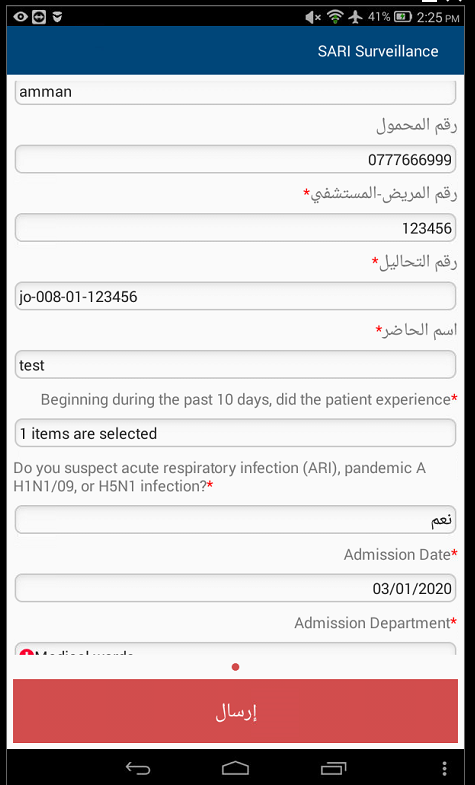 41% 2:25 PM
SARI Surveillance
amman
رقم المحمول
0777666999
رقم المريض-المستشفي*
123456
رقم التحاليل*
jo-008-01-123456
اسم الحاضر*
test
Beginning during the past 10 days, did the patient experience*
1 items are selected
Do you suspect acute respiratory infection (ARI), pandemic A
H1N1/09, or H5N1 infection?*
نعم
Admission Date*
03/01/2020
Admission Department*
Medical words
إرسال